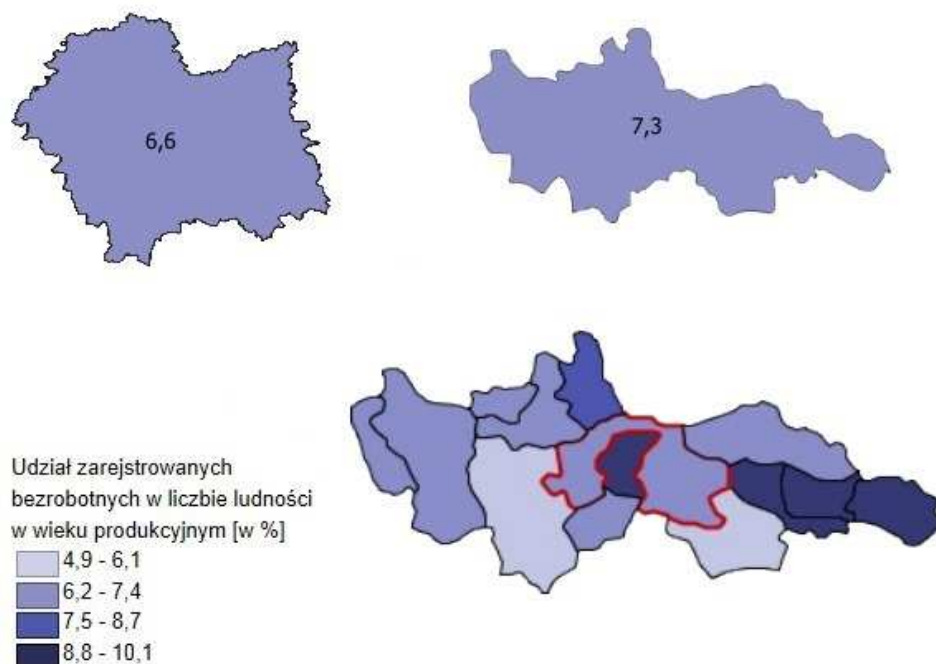 6,6
7,3
Udział zarejstrowanych
bezrobotnych w liczbie ludności
w wieku produkcyjnym [w %]
4,9 - 6,1
6,2 - 7,4
7,5 - 8,7
8,8 - 10,1